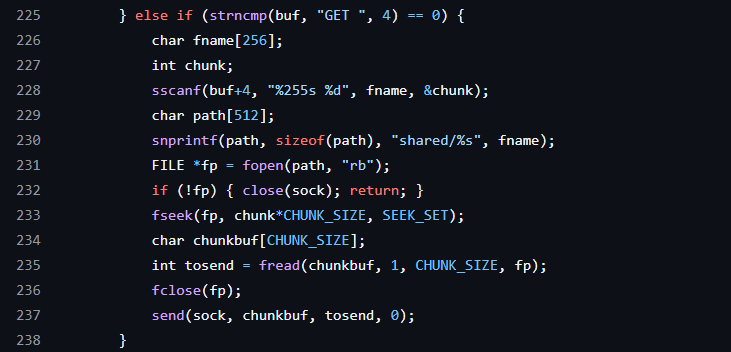 225 } else if (strncmp(buf, "GET ", 4) == 0) {
226 char fname[256];
227 int chunk;
228 sscanf(buf+4, "%255s %d", fname, &chunk);
229 char path[512];
230 snprintf(path, sizeof(path), "shared/%s", fname);
231 FILE *fp = fopen(path, "rb");
232 if (!fp) { close(sock); return; }
233 fseek(fp, chunk*CHUNK_SIZE, SEEK_SET);
234 char chunkbuf[CHUNK_SIZE];
235 int tosend = fread(chunkbuf, 1, CHUNK_SIZE, fp);
236 fclose(fp);
237 send(sock, chunkbuf, tosend, 0);
238 }